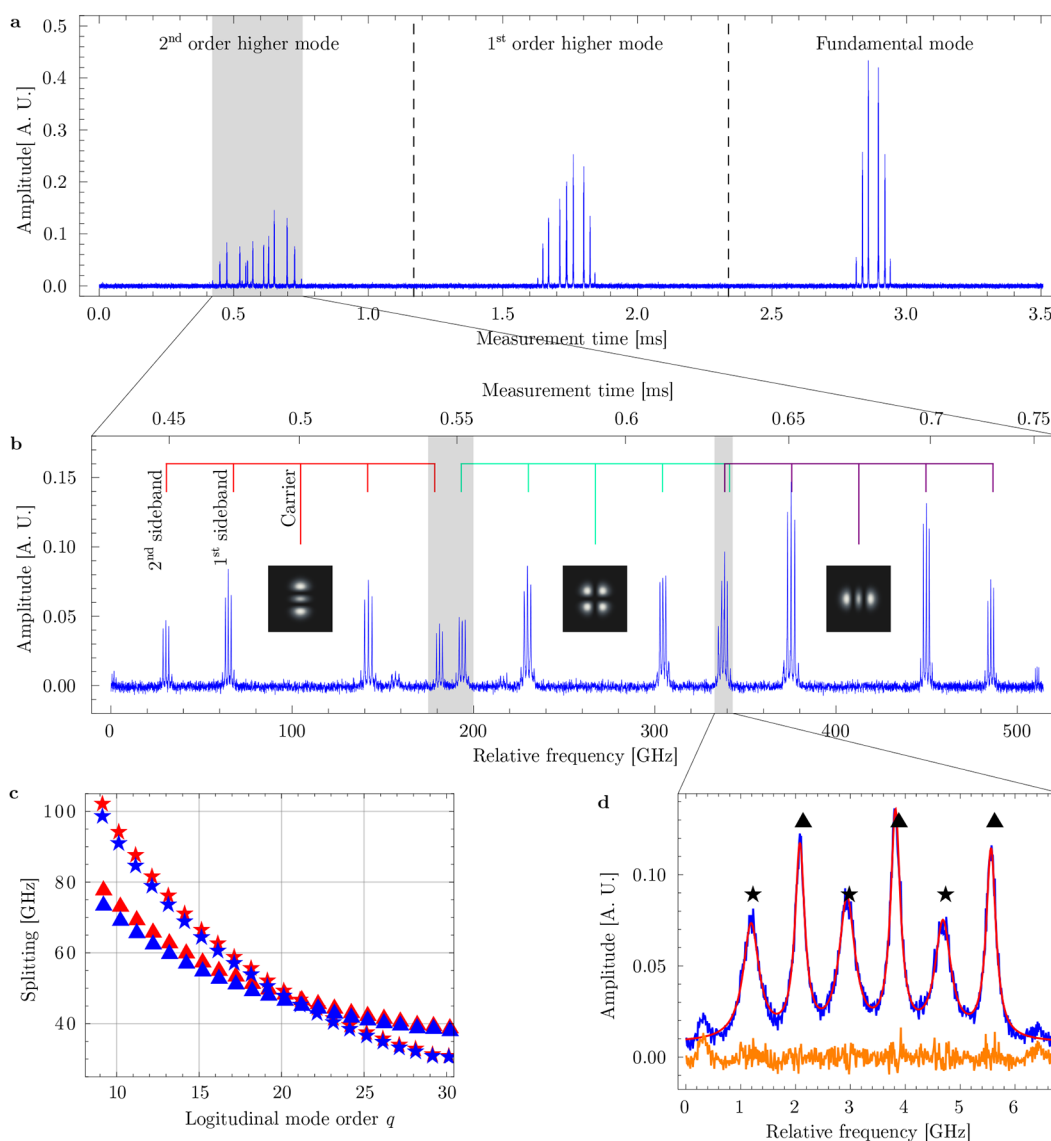 a
2nd order higher mode
1st order higher mode
Fundamental mode
Amplitude[ A. U.]
0.5
0.4
0.3
0.2
0.1
0.0
0.0 0.5 1.0 1.5 2.0 2.5 3.0 3.5
Measurement time [ms]
Measurement time [ms]
0.45 0.5 0.55 0.6 0.65 0.7 0.75
b
Amplitude [A. U.]
0.15
0.10
0.05
0.00
2nd sideband
1st sideband
Carrier
0 100 200 300 400 500
Relative frequency [GHz]
c
Splitting [GHz]
100
80
60
40
10 15 20 25 30
Logitudinal mode order q
d
Amplitude [A. U.]
0.10
0.05
0.00
0 1 2 3 4 5 6
Relative frequency [GHz]